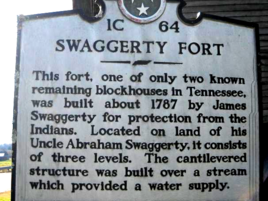 1C 64
SWAGGERTY FORT
This fort, one of only two known
remaining blockhouses in Tennessee,
was built about 1787 by James
Swaggerty for protection from the
Indians. Located on land of his
Uncle Abraham Swaggerty, it consists
of three levels. The cantilevered
structure was built over a stream
which provided a water supply.